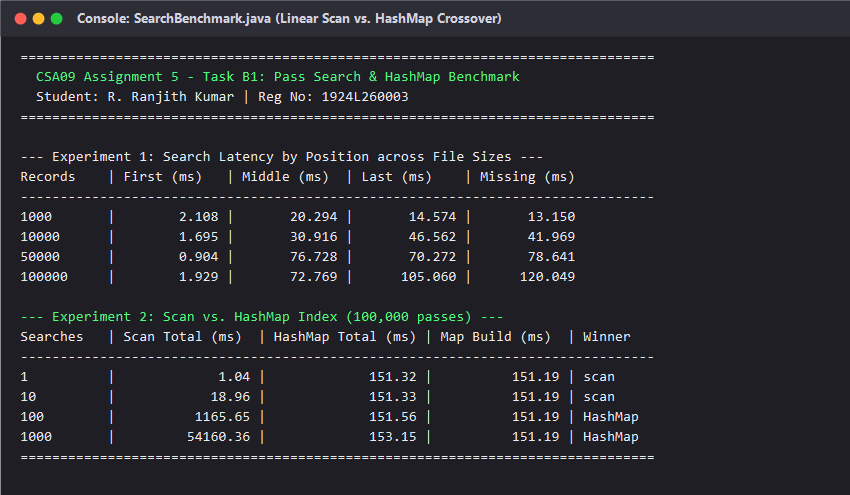 Console: SearchBenchmark.java (Linear Scan vs. HashMap Crossover)
================================================================================
  CSA09 Assignment 5 - Task B1: Pass Search & HashMap Benchmark
  Student: R. Ranjith Kumar | Reg No: 1924L260003
================================================================================
--- Experiment 1: Search Latency by Position across File Sizes ---
Records    | First (ms)   | Middle (ms)  | Last (ms)    | Missing (ms)
--------------------------------------------------------------------------------
1000       |        2.108 |       20.294 |       14.574 |       13.150
10000      |        1.695 |       30.916 |       46.562 |       41.969
50000      |        0.904 |       76.728 |       70.272 |       78.641
100000     |        1.929 |       72.769 |      105.060 |      120.049
--- Experiment 2: Scan vs. HashMap Index (100,000 passes) ---
Searches   | Scan Total (ms)  | HashMap Total (ms) | Map Build (ms)  | Winner
--------------------------------------------------------------------------------
1          |             1.04 |             151.32 |          151.19 | scan
10         |            18.96 |             151.33 |          151.19 | scan
100        |          1165.65 |             151.56 |          151.19 | HashMap
1000       |         54160.36 |             153.15 |          151.19 | HashMap
================================================================================